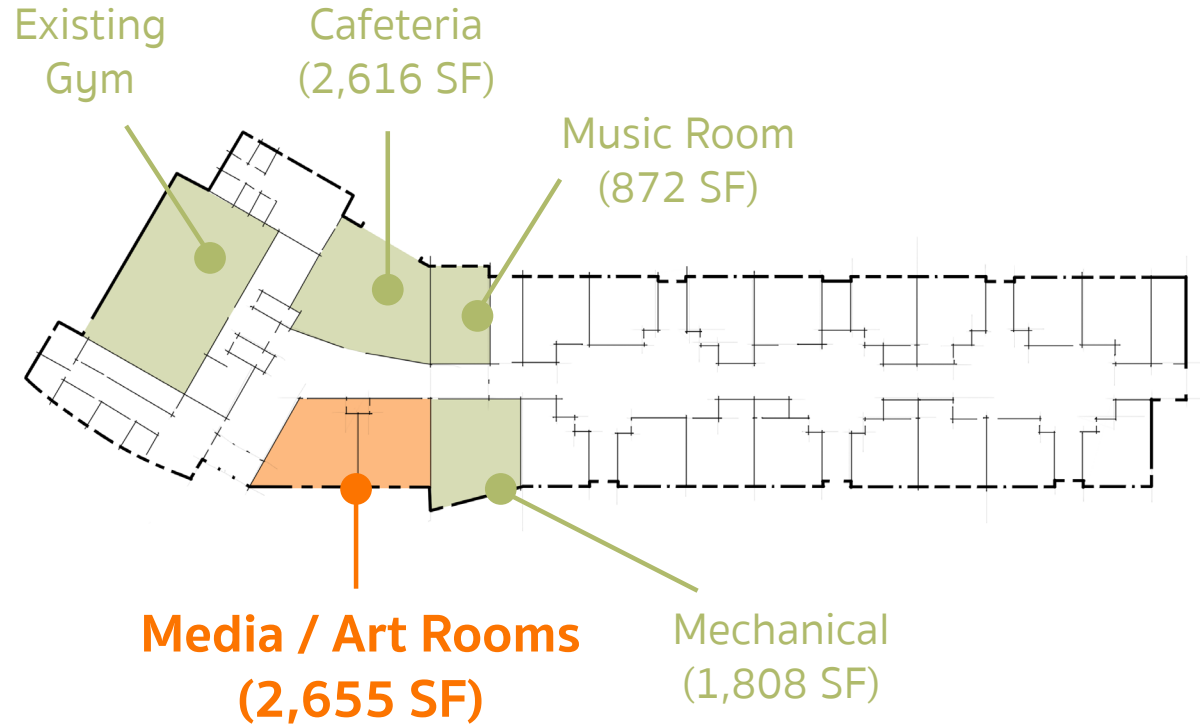 Existing
Gym
Cafeteria
(2,616 SF)
Music Room
(872 SF)
Media / Art Rooms
(2,655 SF)
Mechanical
(1,808 SF)